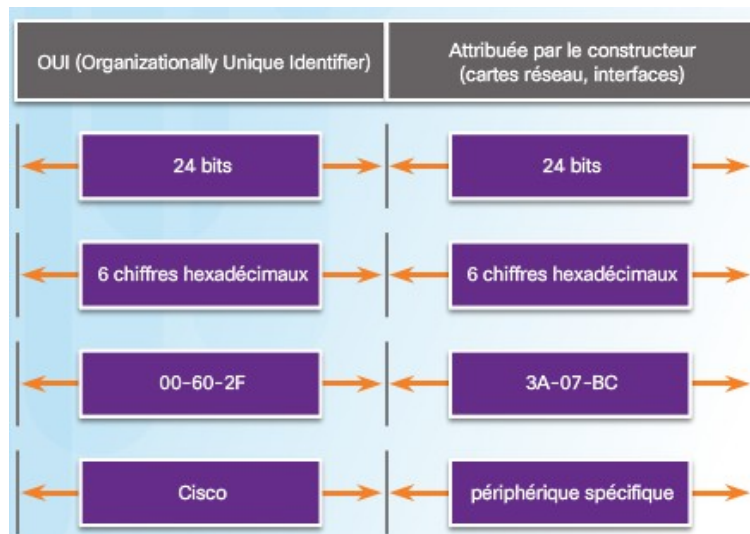 OUI (Organizationally Unique Identifier)
Attribuée par le constructeur
(cartes réseau, interfaces)
24 bits
24 bits
6 chiffres hexadécimaux
6 chiffres hexadécimaux
00-60-2F
3A-07-BC
Cisco
périphérique spécifique